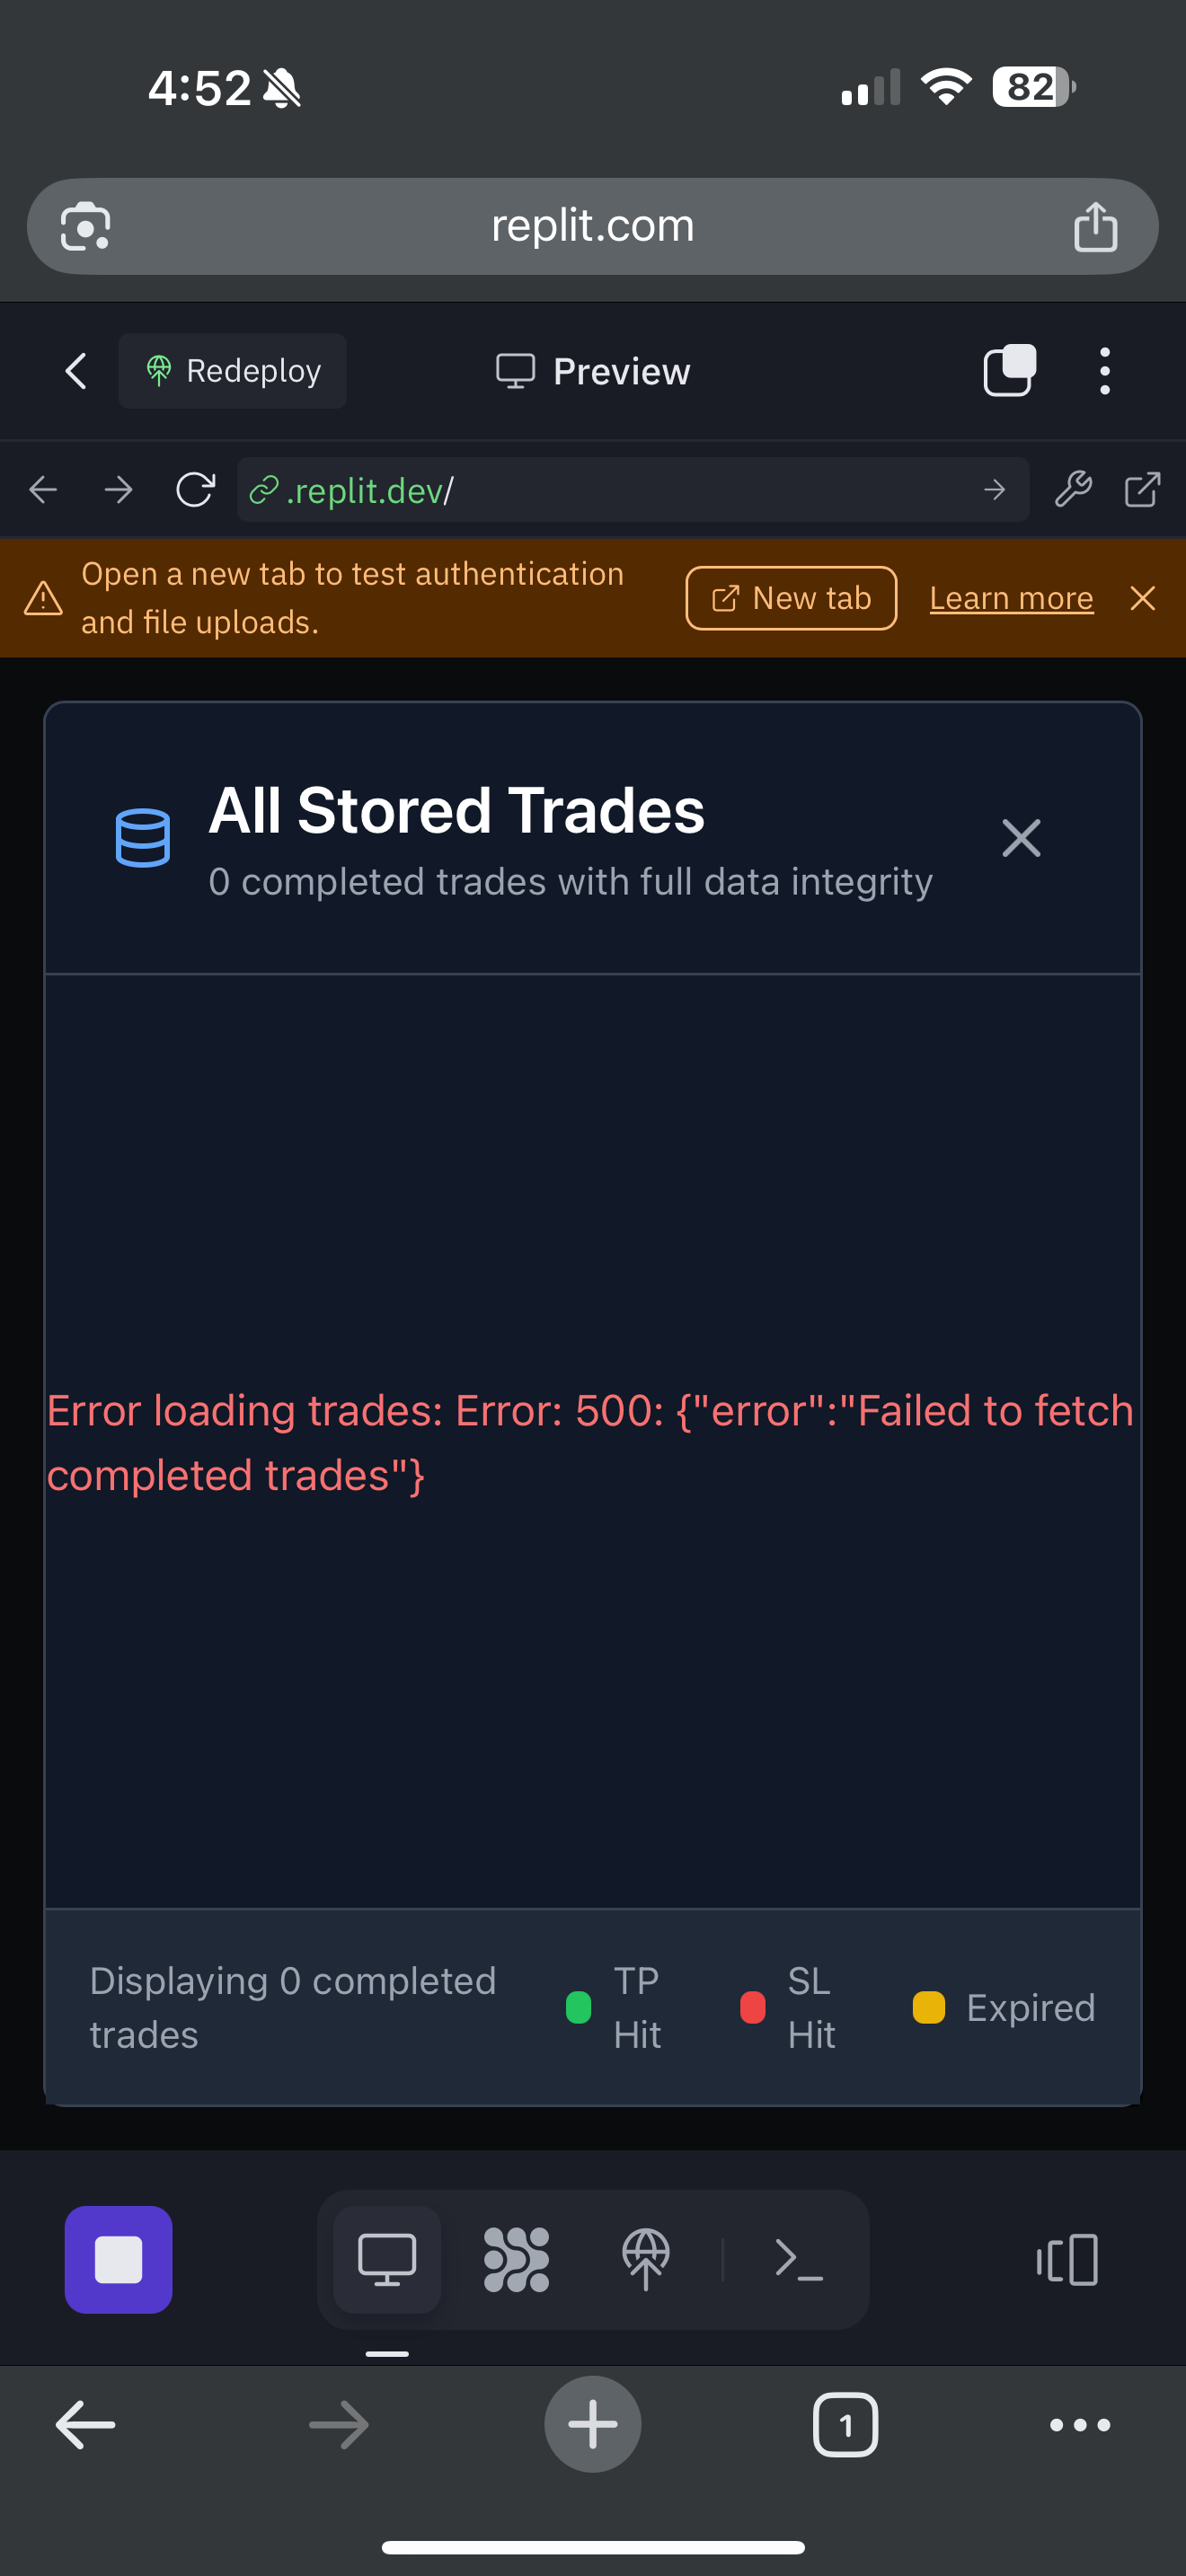 4:52
82
replit.com
Redeploy
Preview
.replit.dev/
Open a new tab to test authentication
and file uploads.
New tab
Learn more
All Stored Trades
0 completed trades with full data integrity
Error loading trades: Error: 500: {"error":"Failed to fetch
completed trades"}
Displaying 0 completed
trades
TP
Hit
SL
Hit
Expired
1